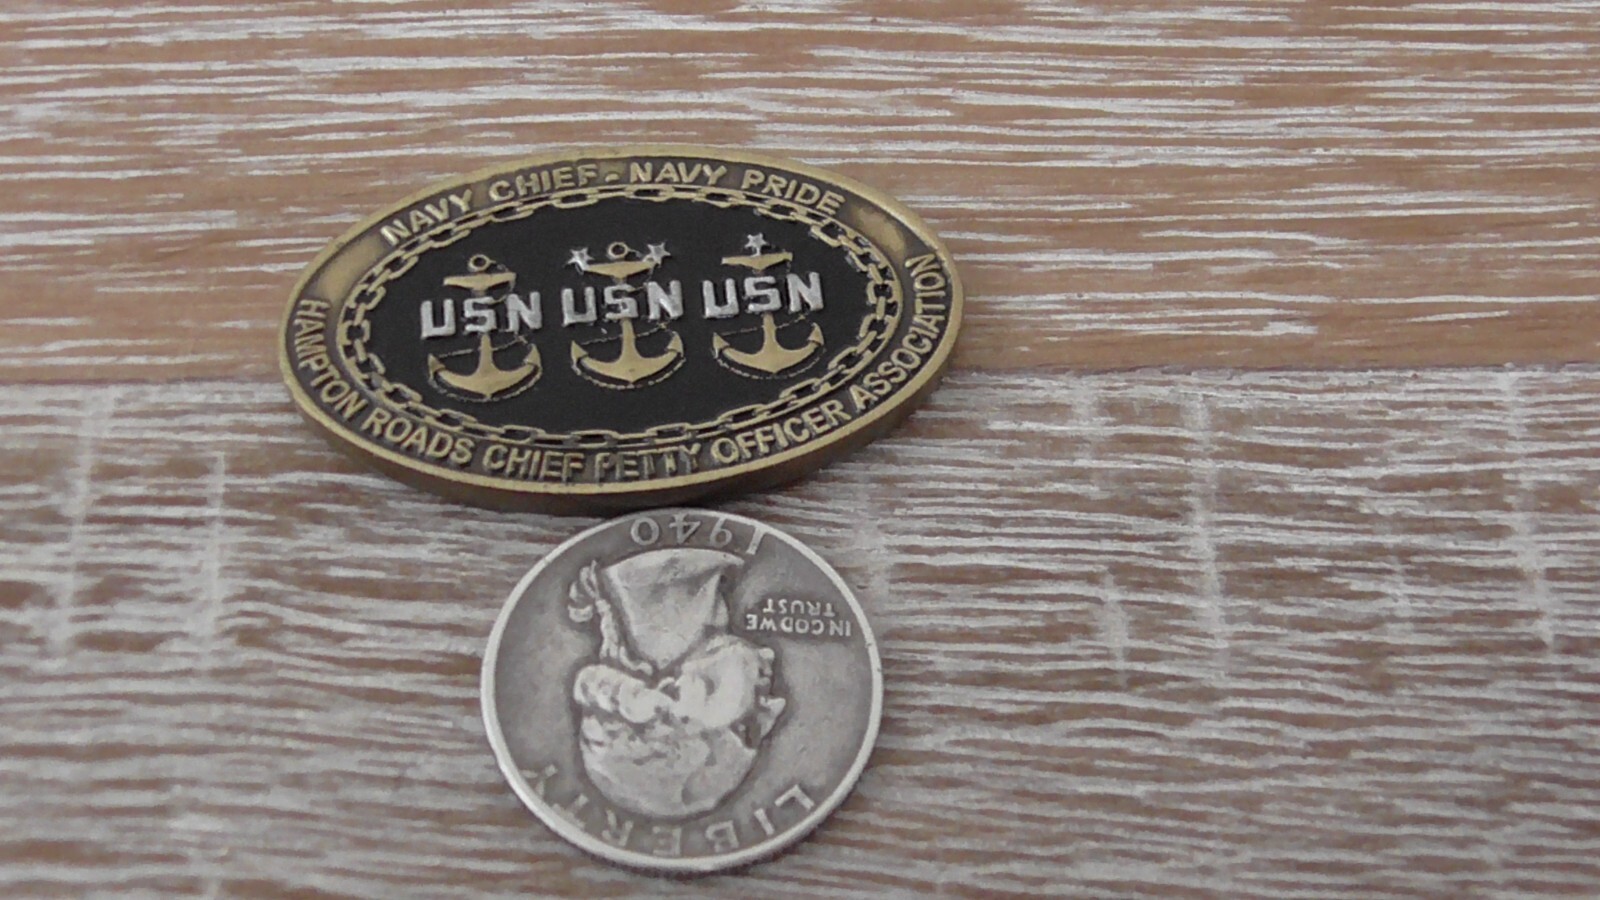 NAVY CHIEF - NAVY PRIDE
USN USN USN
HAMPTON ROADS CHIEF PETTY OFFICER ASSOCIATION
1940
IN GOD WE
TRUST
LIBERTY